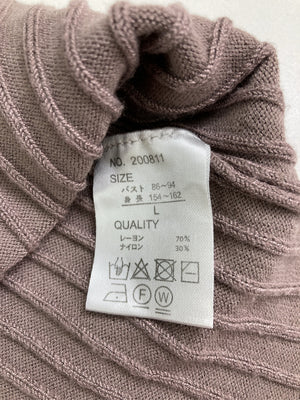 NO. 200811
SIZE
バスト 86~94
身長 154~162
L
QUALITY
レーヨン 70%
ナイロン 30%
F W